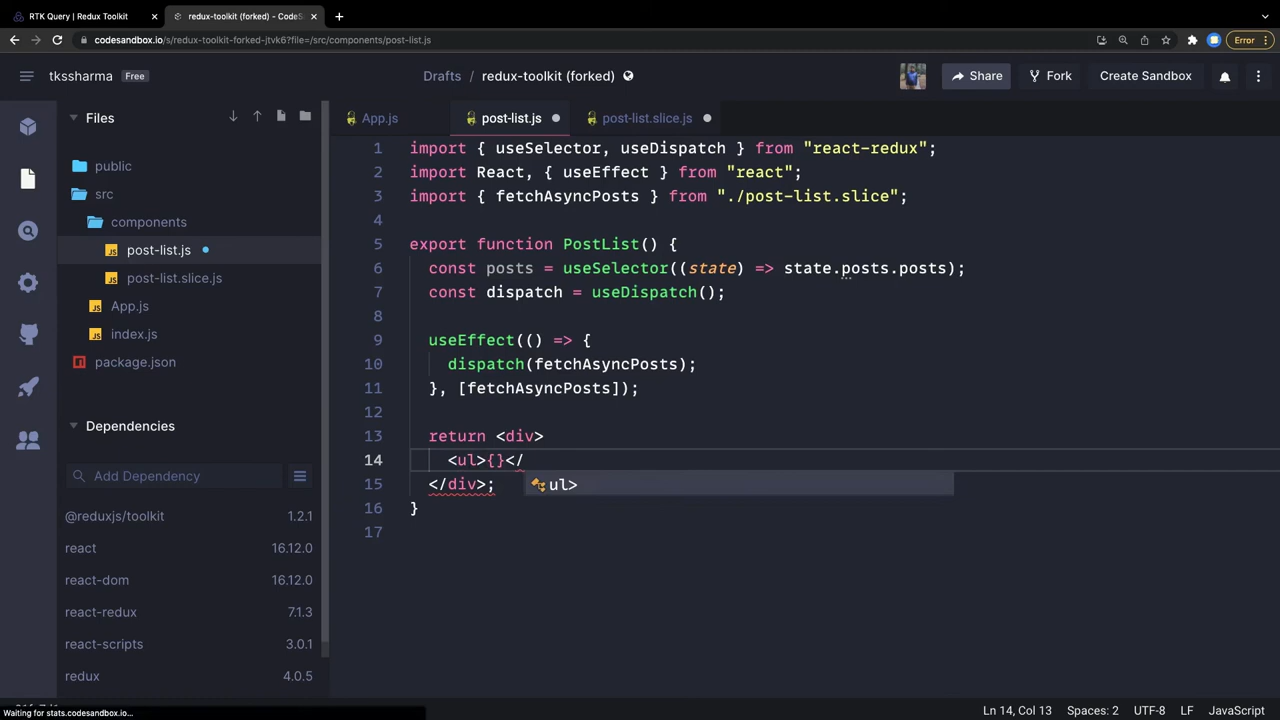 RTK Query | Redux Toolkit
redux-toolkit (forked) - CodeS
codesandbox.io/s/redux-toolkit-forked-jtvk6?file=/src/components/post-list.js
Error
tkssharma Free
Drafts / redux-toolkit (forked)
Share
Fork
Create Sandbox
Files
public
src
components
post-list.js
post-list.slice.js
App.js
index.js
package.json
Dependencies
Add Dependency
@reduxjs/toolkit 1.2.1
react 16.12.0
react-dom 16.12.0
react-redux 7.1.3
react-scripts 3.0.1
redux 4.0.5
App.js
post-list.js
post-list.slice.js
1 import { useSelector, useDispatch } from "react-redux";
2 import React, { useEffect } from "react";
3 import { fetchAsyncPosts } from "./post-list.slice";
4
5 export function PostList() {
6 const posts = useSelector((state) => state.posts.posts);
7 const dispatch = useDispatch();
8
9 useEffect(() => {
10 dispatch(fetchAsyncPosts);
11 }, [fetchAsyncPosts]);
12
13 return <div>
14 <ul>{}</
ul>
15 </div>;
16 }
17
Waiting for stats.codesandbox.io...
Ln 14, Col 13
Spaces: 2
UTF-8
LF
JavaScript